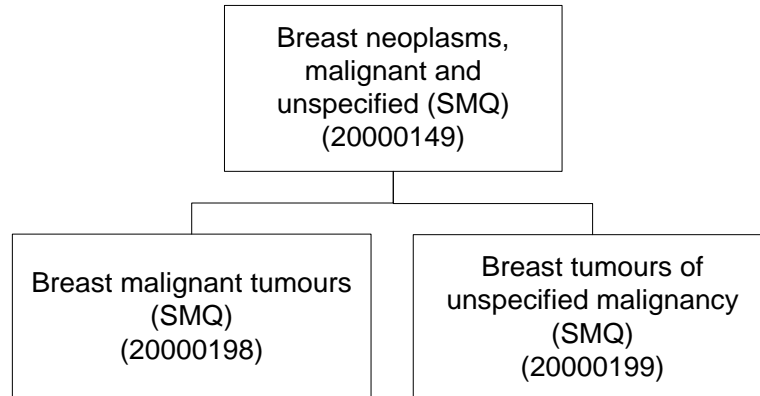 Breast neoplasms,
malignant and
unspecified (SMQ)
(20000149)
Breast malignant tumours
(SMQ)
(20000198)
Breast tumours of
unspecified malignancy
(SMQ)
(20000199)